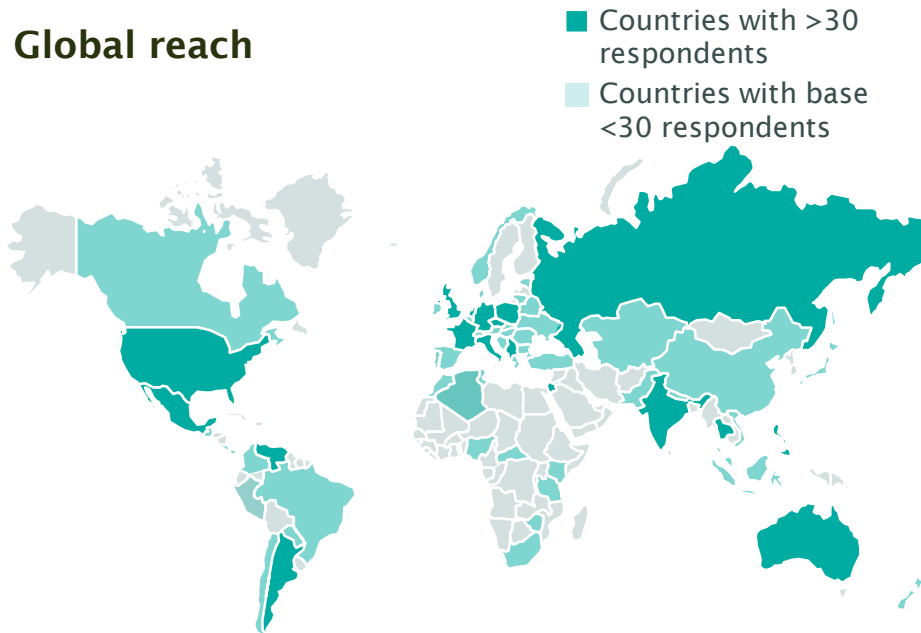 Global reach
Countries with >30
respondents
Countries with base
<30 respondents